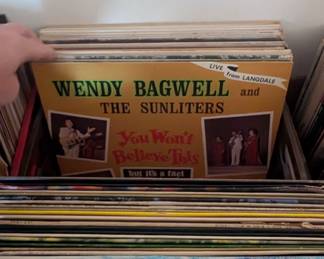 LIVE
from LANGDALE
WENDY BAGWELL and
THE SUNLITERS
You Won't
Believe This
but it's a fact